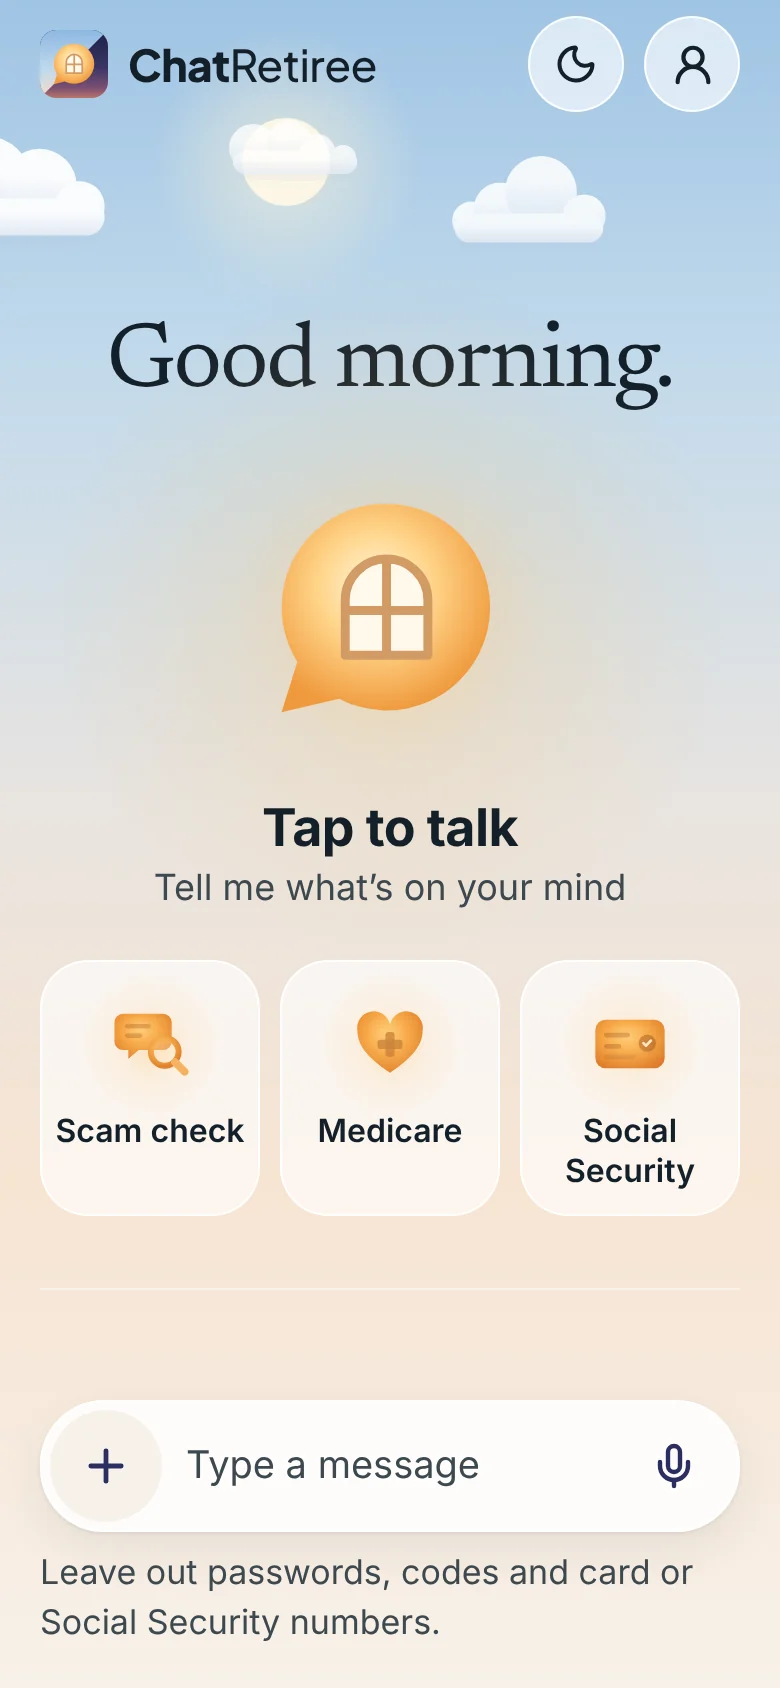 ChatRetiree
Good morning.
Tap to talk
Tell me what’s on your mind
Scam check
Medicare
Social
Security
Type a message
Leave out passwords, codes and card or
Social Security numbers.